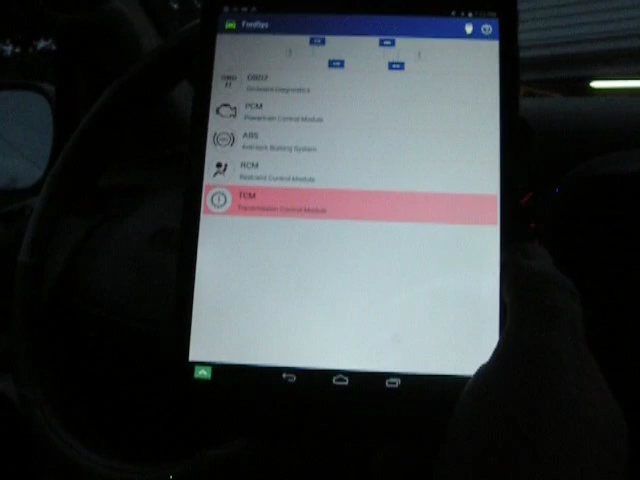 FordSys
OBD2
Onboard Diagnostics
PCM
Powertrain Control Module
ABS
Anti-lock Braking System
RCM
Restraint Control Module
TCM
Transmission Control Module